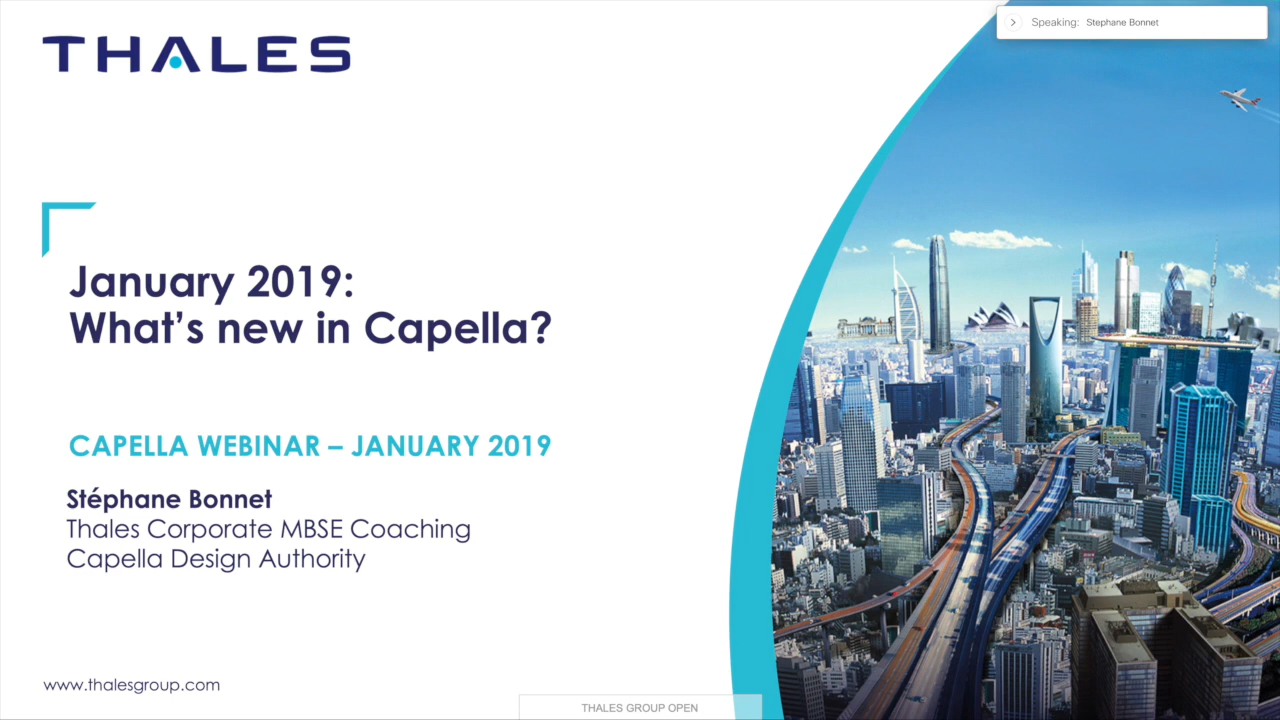 THALES
Speaking: Stephane Bonnet
January 2019:
What's new in Capella?
CAPELLA WEBINAR – JANUARY 2019
Stéphane Bonnet
Thales Corporate MBSE Coaching
Capella Design Authority
www.thalesgroup.com
THALES GROUP OPEN